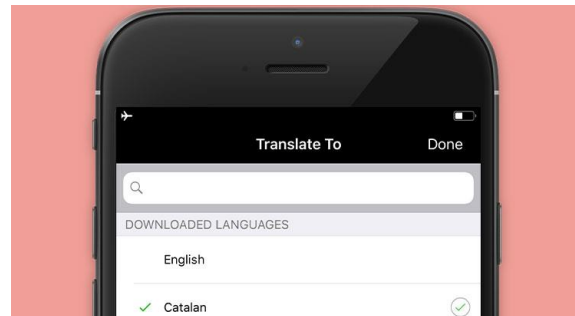 Translate To
Done
DOWNLOADED LANGUAGES
English
Catalan